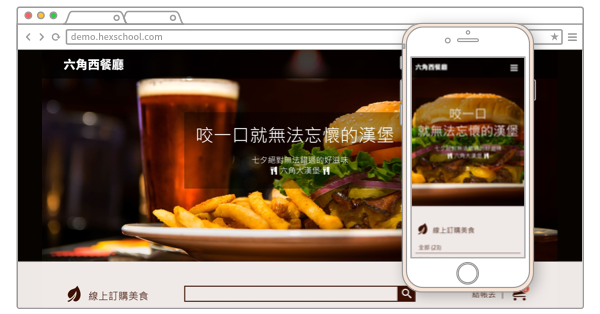 demo.hexschool.com
六角西餐廳
咬一口就無法忘懷的漢堡
七夕絕對無法錯過的好滋味
六角大漢堡
線上訂購美食
結帳去
六角西餐廳
咬一口
就無法忘懷的漢堡
七夕絕對無法錯過的好滋味
六角大漢堡
線上訂購美食
全部 (23)